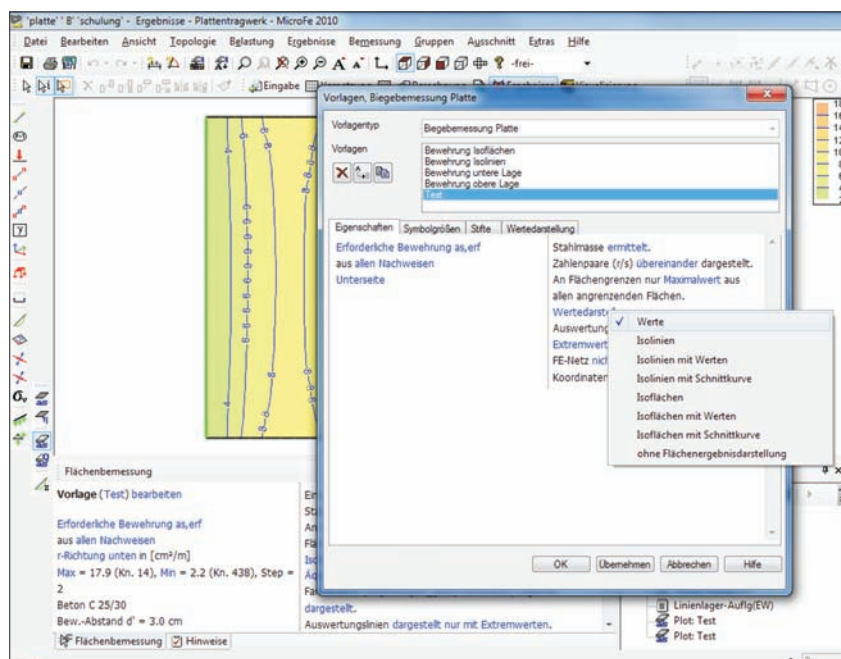 'platte' ' B' 'schulung' - Ergebnisse - Plattentragwerk - MicroFe 2010
Datei Bearbeiten Ansicht Topologie Belastung Ergebnisse Bemessung Gruppen Ausschnitt Extras Hilfe
-frei-
Eingabe
Vorlagen, Biegebemessung Platte
Vorlagentyp
Biegebemessung Platte
Vorlagen
Bewehrung Isoflächen
Bewehrung Isolinien
Bewehrung untere Lage
Bewehrung obere Lage
Test
Eigenschaften Symbolgrößen Stifte Wertedarstellung
Erforderliche Bewehrung as,erf
aus allen Nachweisen
Unterseite
Stahlmasse ermittelt.
Zahlenpaare (r/s) übereinander dargestellt.
An Flächengrenzen nur Maximalwert aus
allen angrenzenden Flächen.
Wertedarst
Auswertung
Extremwert
FE-Netz nich
Koordinaten
Werte
Isolinien
Isolinien mit Werten
Isolinien mit Schnittkurve
Isoflächen
Isoflächen mit Werten
Isoflächen mit Schnittkurve
ohne Flächenergebnisdarstellung
OK Übernehmen Abbrechen Hilfe
Flächenbemessung
Vorlage (Test) bearbeiten
Erforderliche Bewehrung as,erf
aus allen Nachweisen
r-Richtung unten in [cm²/m]
Max = 17.9 (Kn. 14), Min = 2.2 (Kn. 438), Step =
2
Beton C 25/30
Bew.-Abstand d' = 3.0 cm
dargestellt.
Auswertungslinien dargestellt nur mit Extremwerten.
Flächenbemessung Hinweise
Linienlager-Auflg(EW)
Plot: Test
Plot: Test